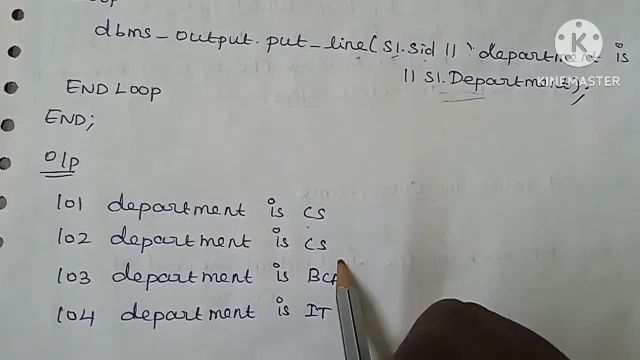 dbms_output.put_line(S1.Sid || 'department is
|| S1.Department);
END LOOP
END;
O/p
101 department is CS
102 department is CS
103 department is BCA
104 department is IT
K
KINEMASTER